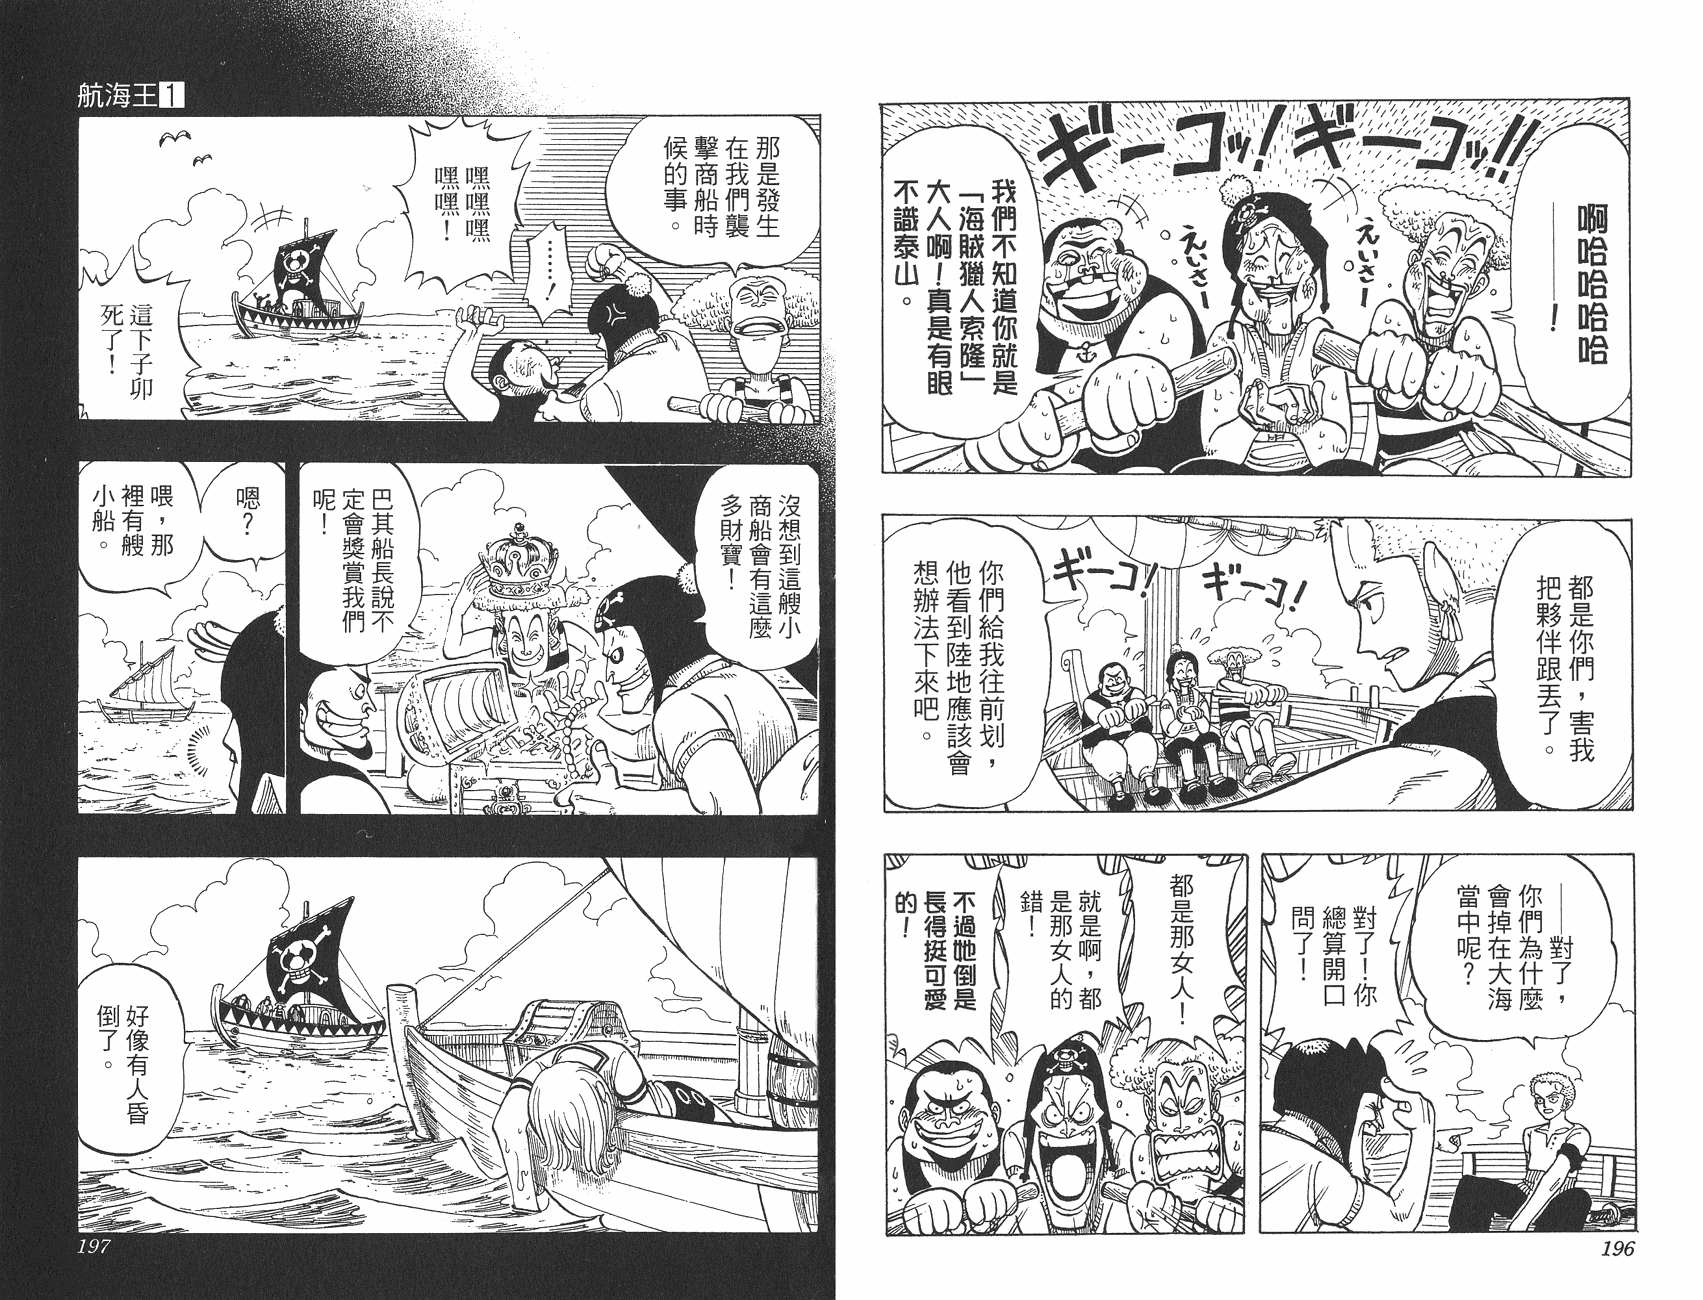 啊哈哈哈哈哈
——！
ギーコッ！
ギーコッ!!
えいさー
えいさー
我們不知道你就是
「海賊獵人索隆」
大人啊！真是有眼
不識泰山。
都是你們，害我
把夥伴跟丟了。
ギーコ！
ギーコ！
你們給我往前划，
他看到陸地應該會
想辦法下來吧。
——對了，
你們為什麼
會掉在大海
當中呢？
對了！你
總算開口
問了！
都是那女人！
就是啊，都
是那女人的
錯！
不過她倒是
長得挺可愛
的！
196
航海王1
那是發生
在我們襲
擊商船時
候的事。
……！
嘿嘿嘿
嘿嘿！
這下子卯
死了！
沒想到這艘小
商船會有這麼
多財寶！
巴其船長說不
定會獎賞我們
呢！
嗯？
喂，那
裡有艘
小船。
好像有人昏
倒了。
197